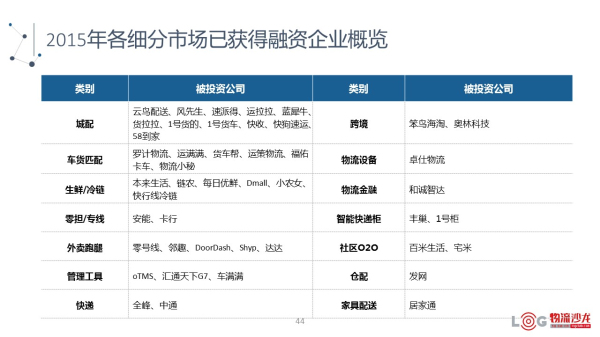 2015年各细分市场已获得融资企业概览
类别 被投资公司 类别 被投资公司
城配 云鸟配送、风先生、速派得、运拉拉、蓝犀牛、
货拉拉、1号货的、1号货车、快收、快狗速运、
58到家
跨境 笨鸟海淘、奥林科技
车货匹配 罗计物流、运满满、货车帮、运策物流、福佑
卡车、物流小秘
物流设备 卓仕物流
生鲜/冷链 本来生活、链农、每日优鲜、Dmall、小农女、
快行线冷链
物流金融 和诚智达
零担/专线 安能、卡行 智能快递柜 丰巢、1号柜
外卖跑腿 零号线、邻趣、DoorDash、Shyp、达达 社区O2O 百米生活、宅米
管理工具 oTMS、汇通天下G7、车满满 仓配 发网
快递 全峰、中通 家具配送 居家通
44
LOG 物流沙龙